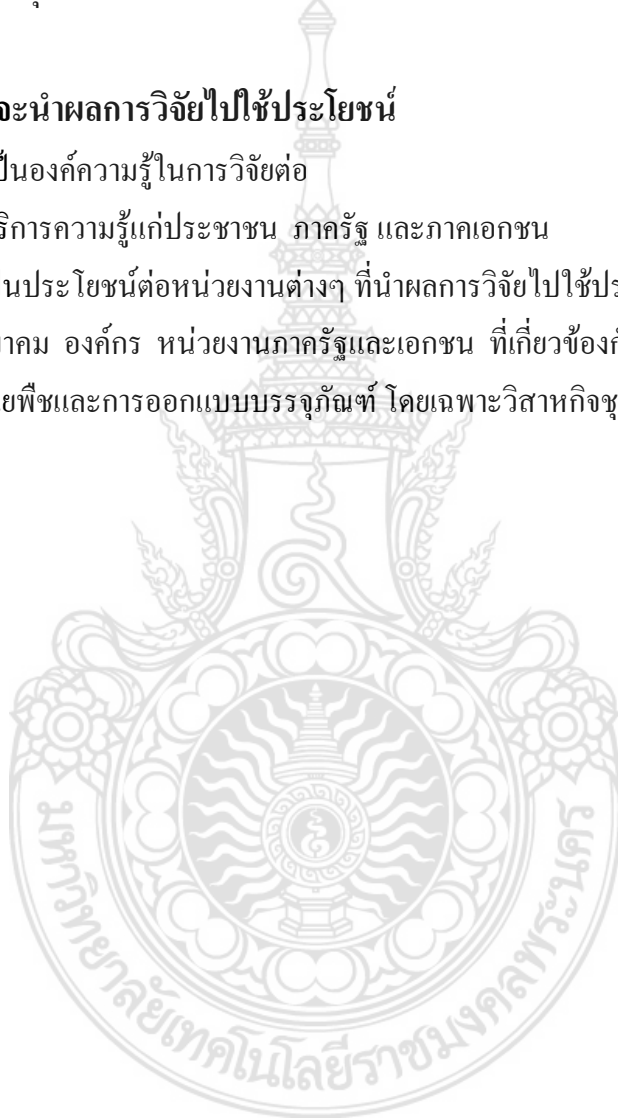 จะนำผลการวิจัยไปใช้ประโยชน์
ป็นองค์ความรู้ในการวิจัยต่อ
ริการความรู้แก่ประชาชน ภาครัฐ และภาคเอกชน
นประโยชน์ต่อหน่วยงานต่างๆ ที่นำผลการวิจัยไปใช้ประ
าคม องค์กร หน่วยงานภาครัฐและเอกชน ที่เกี่ยวข้องกั
ยพืชและการออกแบบบรรจุภัณฑ์ โดยเฉพาะวิสาหกิจชุ
มหาวิทยาลัยเทคโนโลยีราชมงคลพระนคร